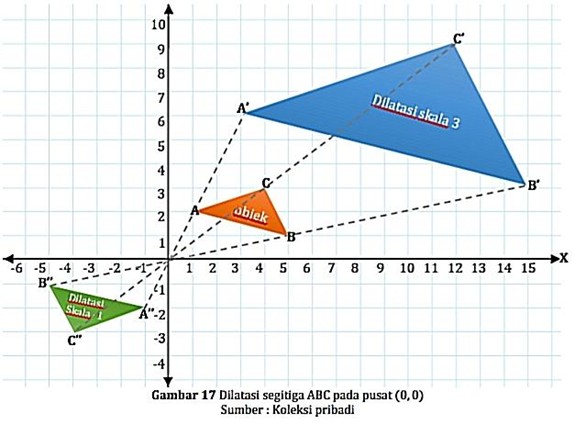 10
9
8
7
6
5
4
3
2
1
C'
A'
Dilatasi skala 3
B'
C
A
obiek
B
X
-6 -5 -4 -3 -2 -1 1 2 3 4 5 6 7 8 9 10 11 12 13 14 15
B''
Dilatasi
Skala -1
A''
C''
-1
-2
-3
-4
Gambar 17 Dilatasi segitiga ABC pada pusat (0,0)
Sumber : Koleksi pribadi